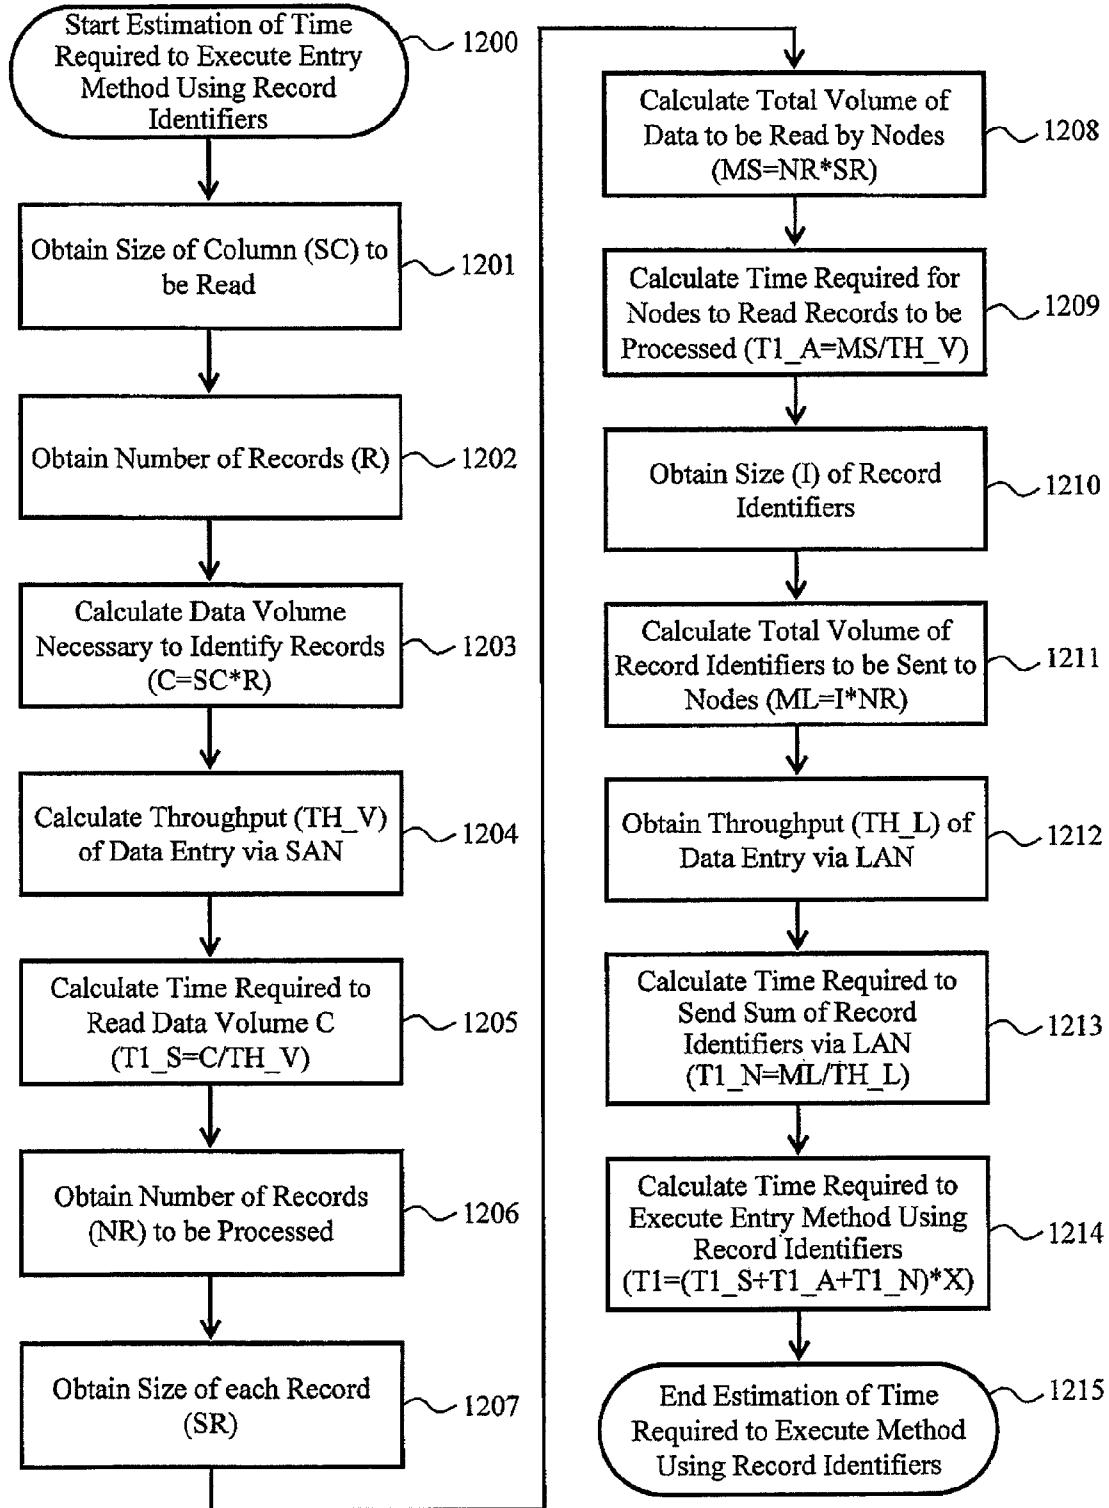 Start Estimation of Time
Required to Execute Entry
Method Using Record
Identifiers
1200
Obtain Size of Column (SC) to
be Read
1201
Obtain Number of Records (R)
1202
Calculate Data Volume
Necessary to Identify Records
(C=SC*R)
1203
Calculate Throughput (TH_V)
of Data Entry via SAN
1204
Calculate Time Required to
Read Data Volume C
(T1_S=C/TH_V)
1205
Obtain Number of Records
(NR) to be Processed
1206
Obtain Size of each Record
(SR)
1207
Calculate Total Volume of
Data to be Read by Nodes
(MS=NR*SR)
1208
Calculate Time Required for
Nodes to Read Records to be
Processed (T1_A=MS/TH_V)
1209
Obtain Size (I) of Record
Identifiers
1210
Calculate Total Volume of
Record Identifiers to be Sent to
Nodes (ML=I*NR)
1211
Obtain Throughput (TH_L) of
Data Entry via LAN
1212
Calculate Time Required to
Send Sum of Record
Identifiers via LAN
(T1_N=ML/TH_L)
1213
Calculate Time Required to
Execute Entry Method Using
Record Identifiers
(T1=(T1_S+T1_A+T1_N)*X)
1214
End Estimation of Time
Required to Execute Method
Using Record Identifiers
1215